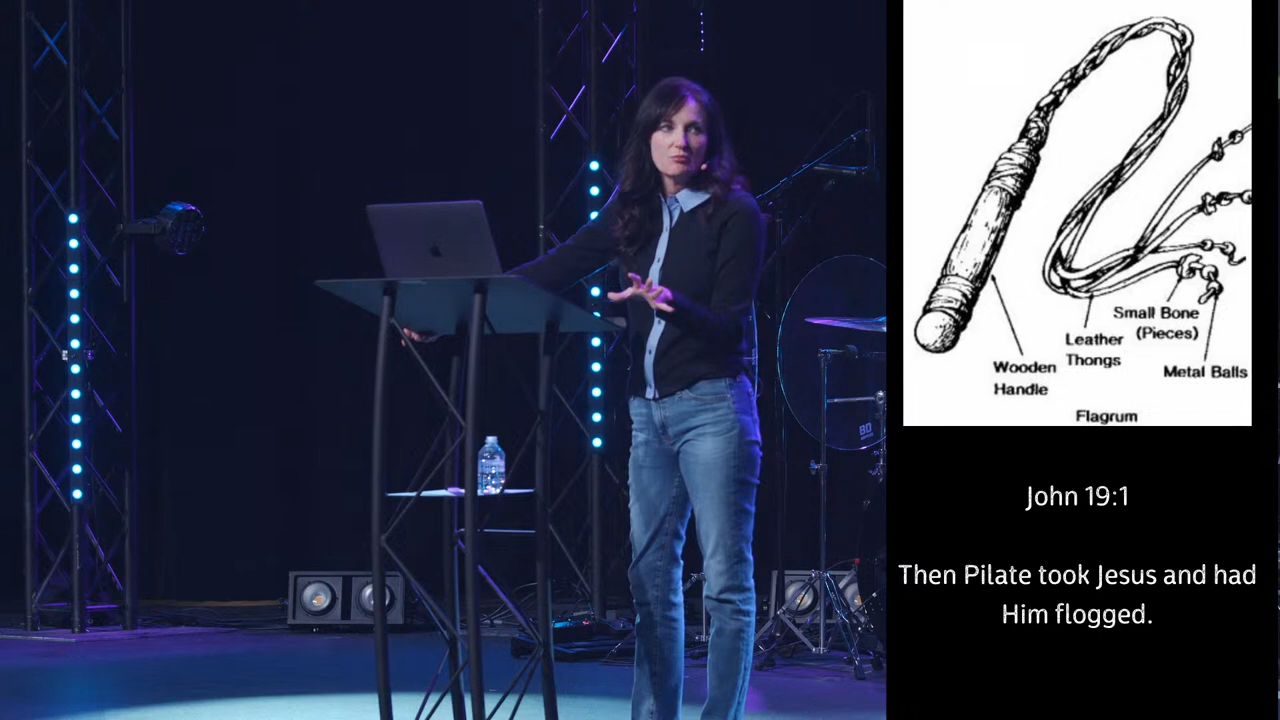 Small Bone
(Pieces)
Leather
Thongs
Metal Balls
Wooden
Handle
Flagrum
John 19:1
Then Pilate took Jesus and had
Him flogged.
80